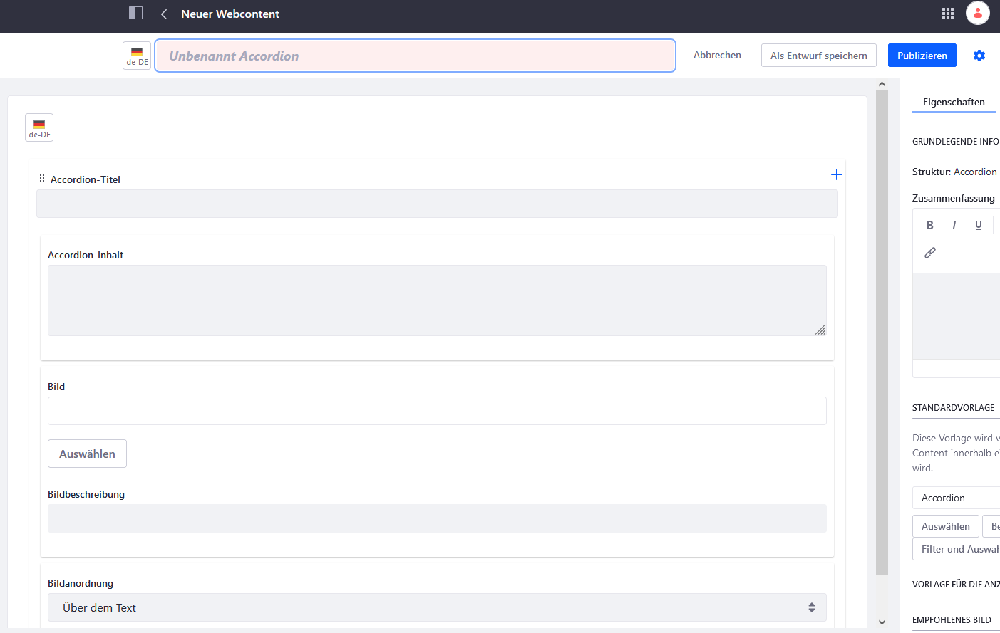 Neuer Webcontent
de-DE
Unbenannt Accordion
Abbrechen
Als Entwurf speichern
Publizieren
de-DE
Accordion-Titel
Accordion-Inhalt
Bild
Auswählen
Bildbeschreibung
Bildanordnung
Über dem Text
Eigenschaften
GRUNDLEGENDE INFO
Struktur: Accordion
Zusammenfassung
B I U
STANDARDVORLAGE
Diese Vorlage wird v
Content innerhalb e
wird.
Accordion
Auswählen Be
Filter und Auswah
VORLAGE FÜR DIE ANZ
EMPFOHLENES BILD